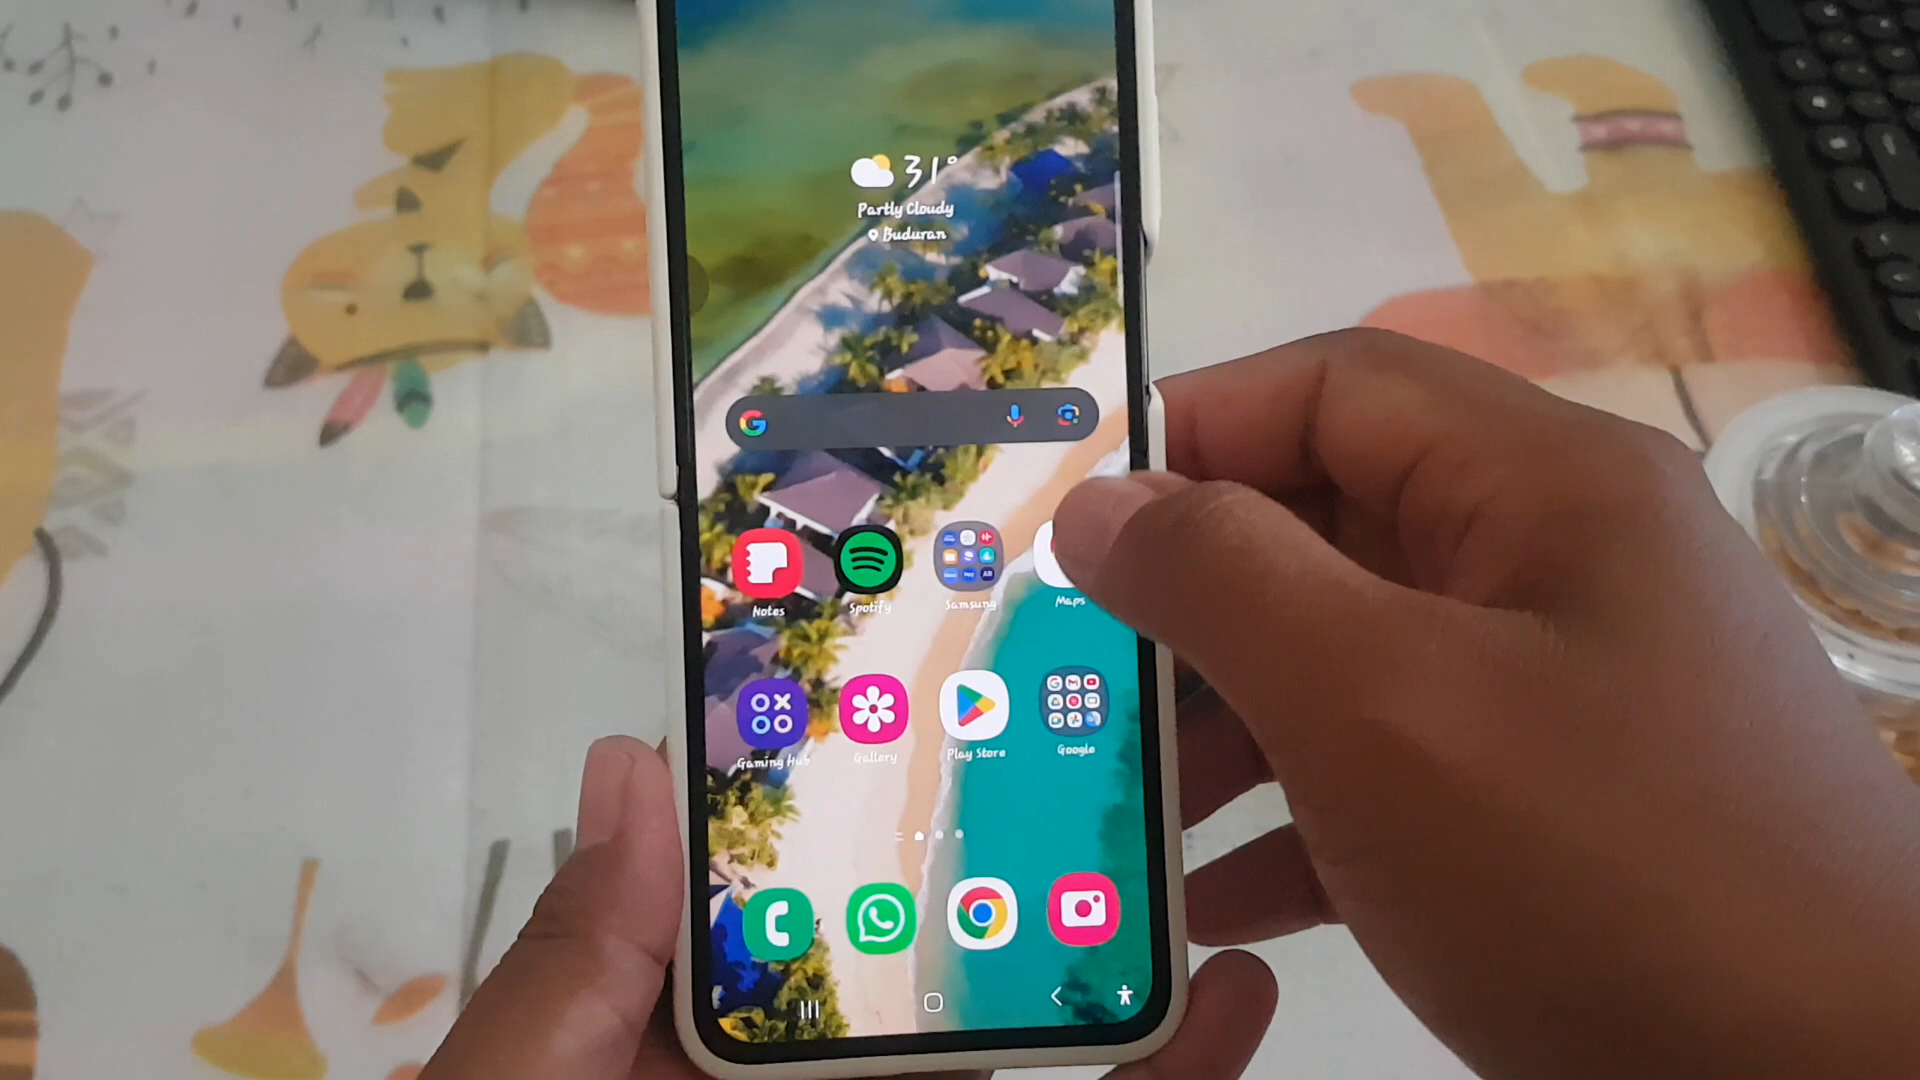 31°
Partly Cloudy
Buduran
Notes
Spotify
Samsung
Maps
Gaming Hub
Gallery
Play Store
Google